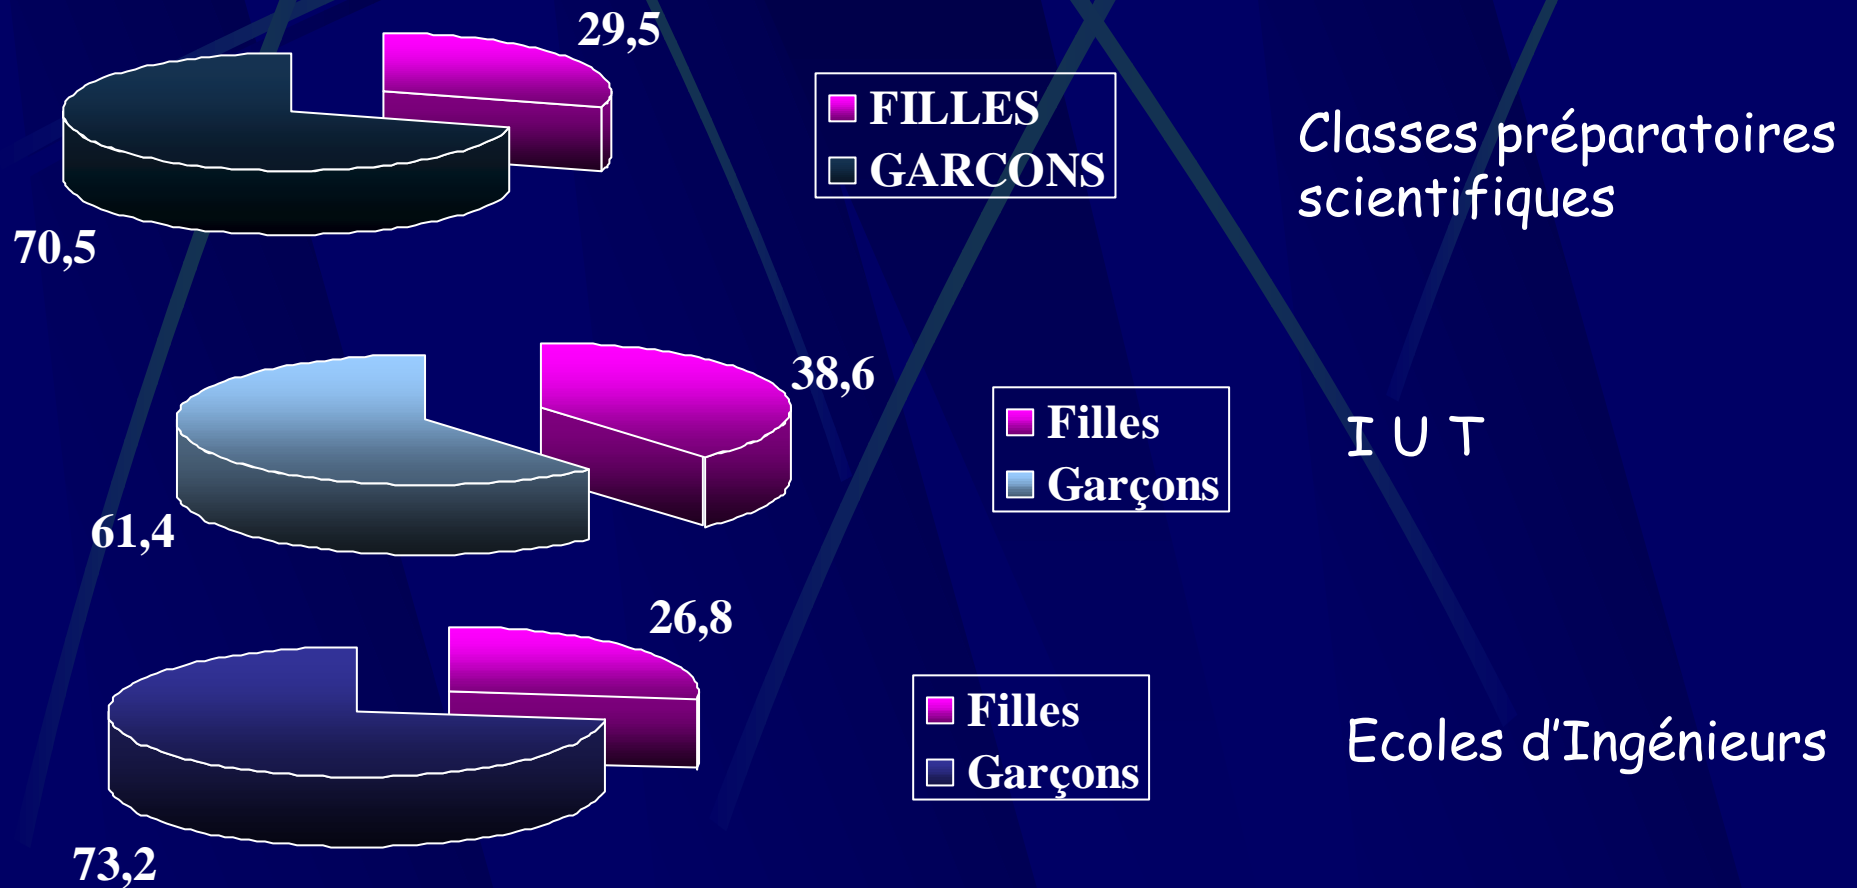 29,5
FILLES
GARCONS
70,5
Classes préparatoires
scientifiques
38,6
Filles
Garçons
61,4
I U T
26,8
Filles
Garçons
73,2
Ecoles d'Ingénieurs